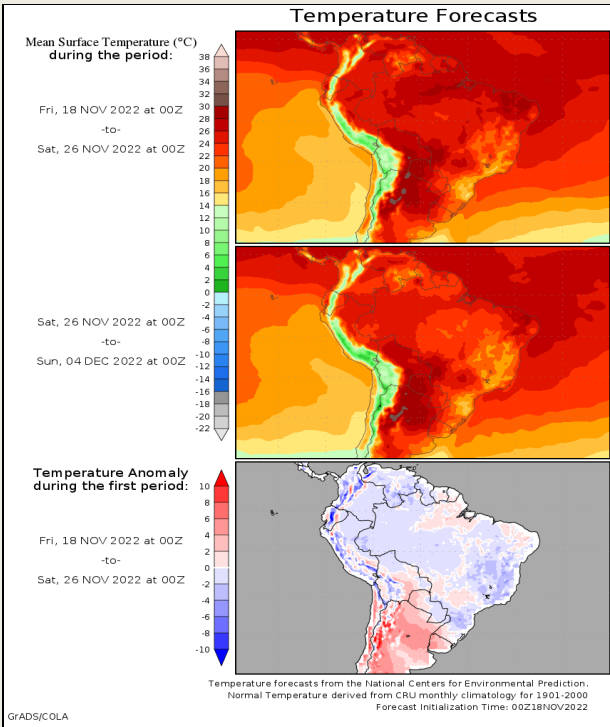 Temperature Forecasts
Mean Surface Temperature (°C)
during the period:
Fri, 18 NOV 2022 at 00Z
-to-
Sat, 26 NOV 2022 at 00Z
38
36
34
32
30
28
26
24
22
20
18
16
14
12
10
8
6
4
2
0
-2
-4
-6
-8
-10
-12
-14
-16
-18
-20
-22
Sat, 26 NOV 2022 at 00Z
-to-
Sun, 04 DEC 2022 at 00Z
Temperature Anomaly
during the first period:
Fri, 18 NOV 2022 at 00Z
-to-
Sat, 26 NOV 2022 at 00Z
10
8
6
4
2
0
-2
-4
-6
-8
-10
Temperature forecasts from the National Centers for Environmental Prediction.
Normal Temperature derived from CRU monthly climatology for 1901-2000
Forecast Initialization Time: 00Z18NOV2022
GrADS/COLA